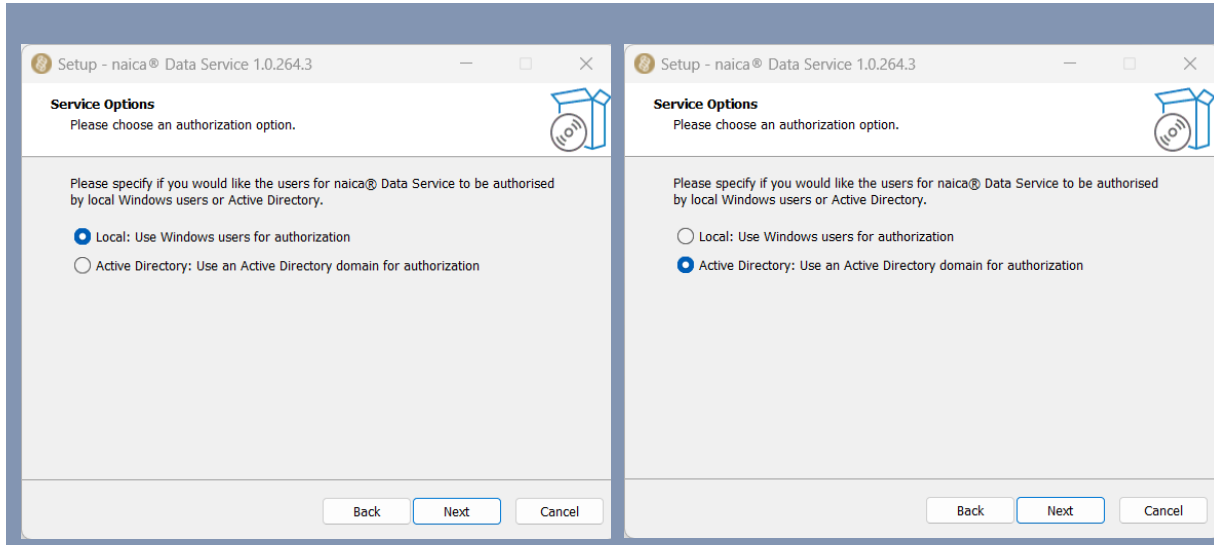 Setup - naica® Data Service 1.0.264.3
Service Options
Please choose an authorization option.
Please specify if you would like the users for naica® Data Service to be authorised
by local Windows users or Active Directory.
Local: Use Windows users for authorization
Active Directory: Use an Active Directory domain for authorization
Back
Next
Cancel
Setup - naica® Data Service 1.0.264.3
Service Options
Please choose an authorization option.
Please specify if you would like the users for naica® Data Service to be authorised
by local Windows users or Active Directory.
Local: Use Windows users for authorization
Active Directory: Use an Active Directory domain for authorization
Back
Next
Cancel